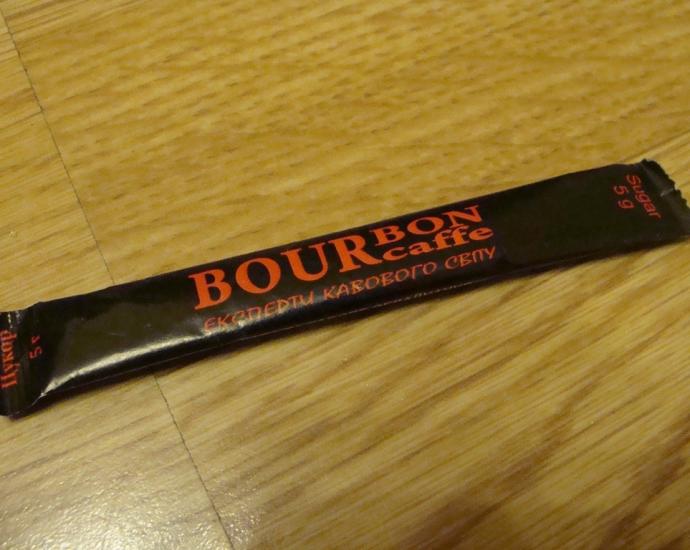 BOURBON
caffe
ЕКСПЕРТИ КАВОВОГО СВІТУ
Sugar
5 g
Цукор
5 г